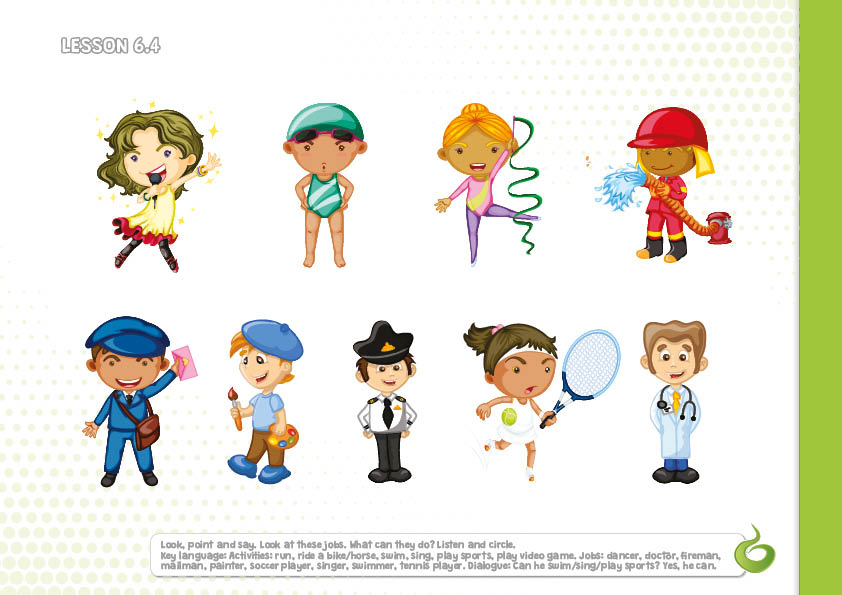 LESSON 6.4
Look, point and say. Look at these jobs. What can they do? Listen and circle.
Key language: Activities: run, ride a bike/horse, swim, sing, play sports, play video game. Jobs: dancer, doctor, fireman,
mailman, painter, soccer player, singer, swimmer, tennis player. Dialogue: Can he swim/sing/play sports? Yes, he can.